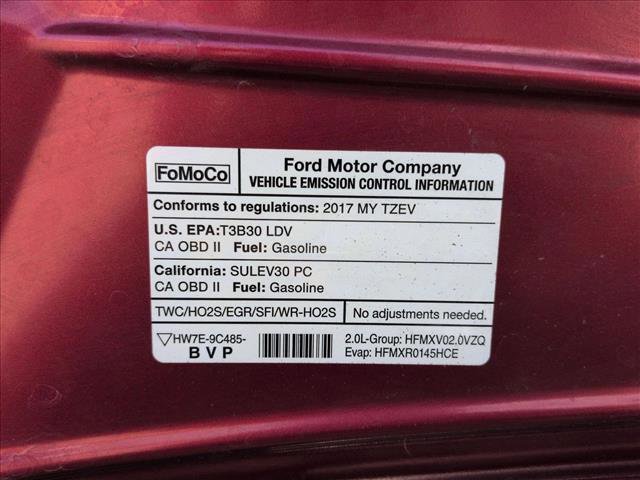 FoMoCo
Ford Motor Company
VEHICLE EMISSION CONTROL INFORMATION
Conforms to regulations: 2017 MY TZEV
U.S. EPA:T3B30 LDV
CA OBD II Fuel: Gasoline
California: SULEV30 PC
CA OBD II Fuel: Gasoline
TWC/HO2S/EGR/SFI/WR-HO2S
No adjustments needed.
HW7E-9C485-
B V P
2.0L-Group: HFMXV02.0VZQ
Evap: HFMXR0145HCE